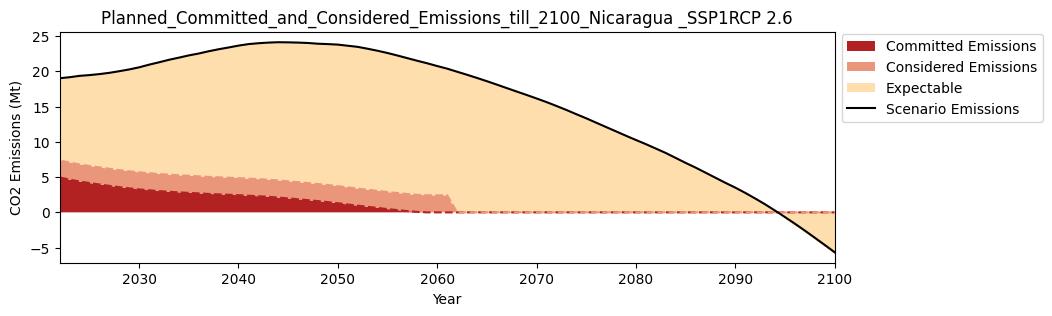 Planned_Committed_and_Considered_Emissions_till_2100_Nicaragua _SSP1RCP 2.6
CO2 Emissions (Mt)
25
20
15
10
5
0
−5
2030 2040 2050 2060 2070 2080 2090 2100
Year
Committed Emissions
Considered Emissions
Expectable
Scenario Emissions